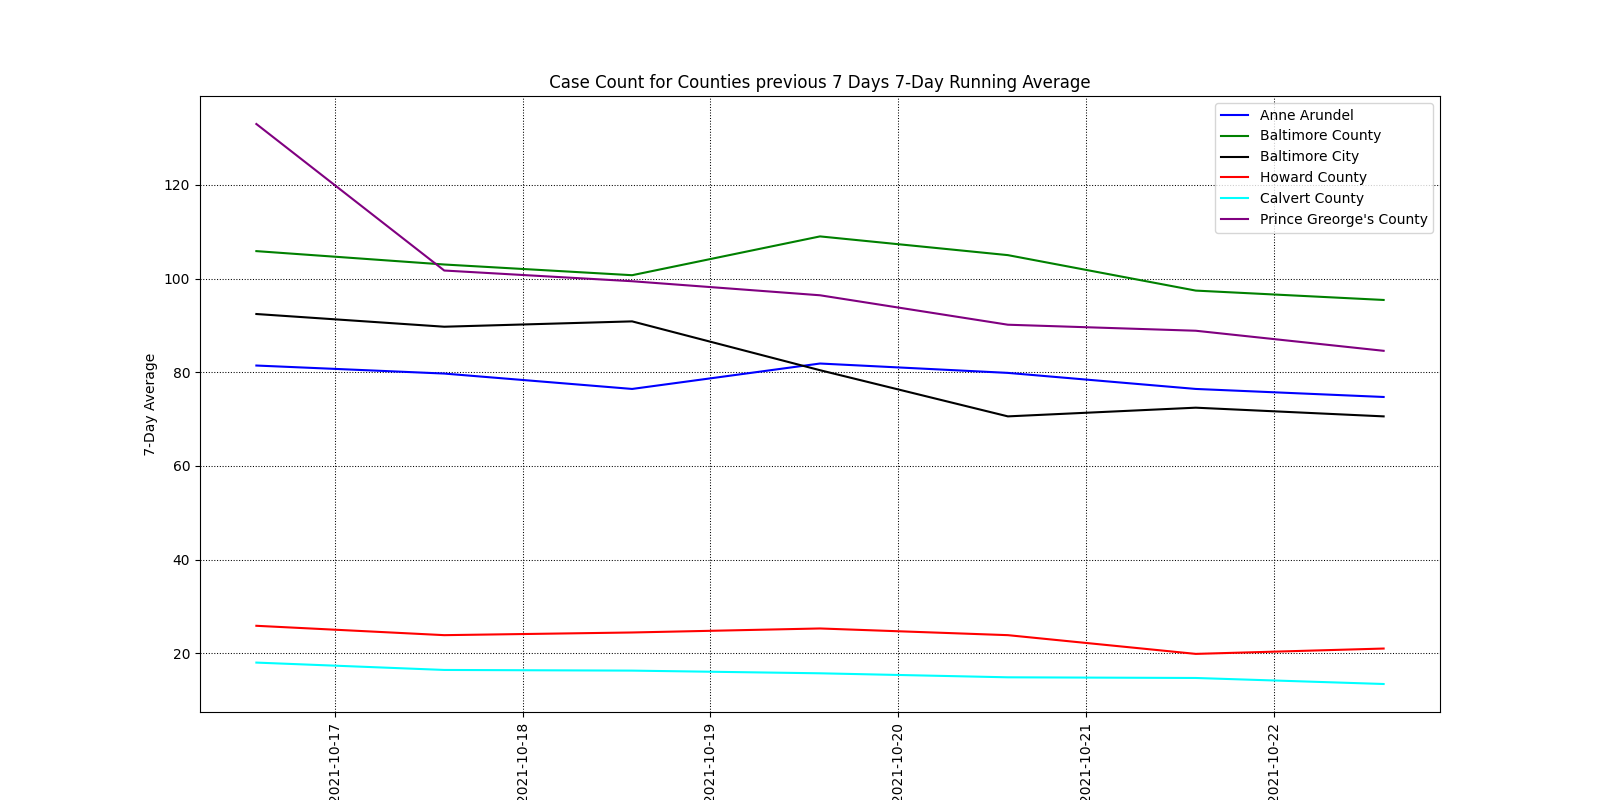 Case Count for Counties previous 7 Days 7-Day Running Average
Anne Arundel
Baltimore County
Baltimore City
Howard County
Calvert County
Prince Greorge's County
7-Day Average
120
100
80
60
40
20
2021-10-17
2021-10-18
2021-10-19
2021-10-20
2021-10-21
2021-10-22